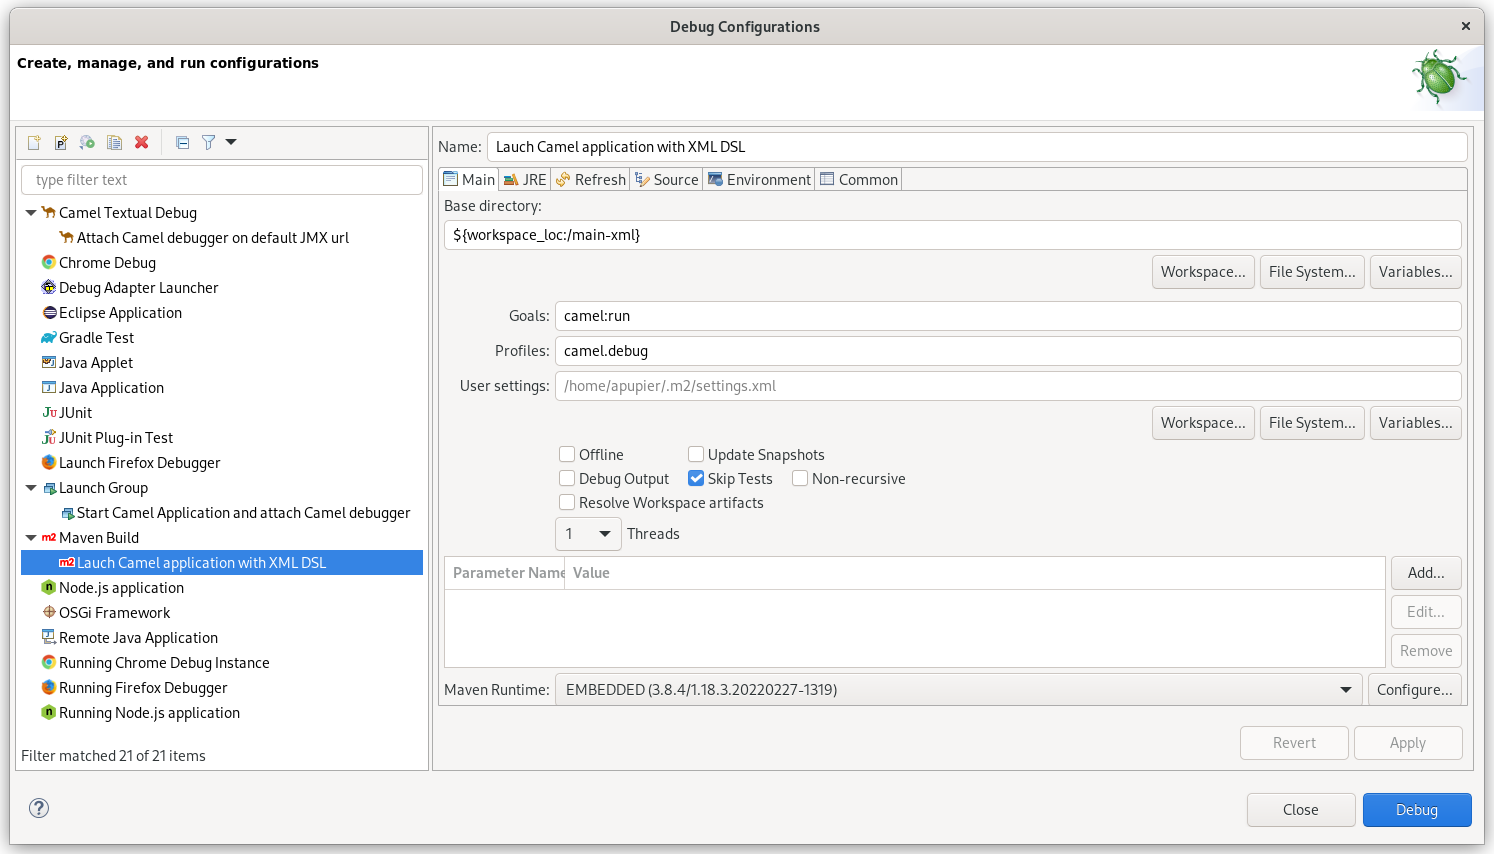 Debug Configurations
Create, manage, and run configurations
type filter text
Camel Textual Debug
Attach Camel debugger on default JMX url
Chrome Debug
Debug Adapter Launcher
Eclipse Application
Gradle Test
Java Applet
Java Application
JUnit
JUnit Plug-in Test
Launch Firefox Debugger
Launch Group
Start Camel Application and attach Camel debugger
Maven Build
Lauch Camel application with XML DSL
Node.js application
OSGi Framework
Remote Java Application
Running Chrome Debug Instance
Running Firefox Debugger
Running Node.js application
Filter matched 21 of 21 items
Name: Lauch Camel application with XML DSL
Main JRE Refresh Source Environment Common
Base directory:
${workspace_loc:/main-xml}
Workspace... File System... Variables...
Goals: camel:run
Profiles: camel.debug
User settings: /home/apupier/.m2/settings.xml
Workspace... File System... Variables...
Offline Update Snapshots
Debug Output Skip Tests Non-recursive
Resolve Workspace artifacts
1 Threads
Parameter Name Value
Add...
Edit...
Remove
Maven Runtime: EMBEDDED (3.8.4/1.18.3.20220227-1319) Configure...
Revert Apply
Close Debug